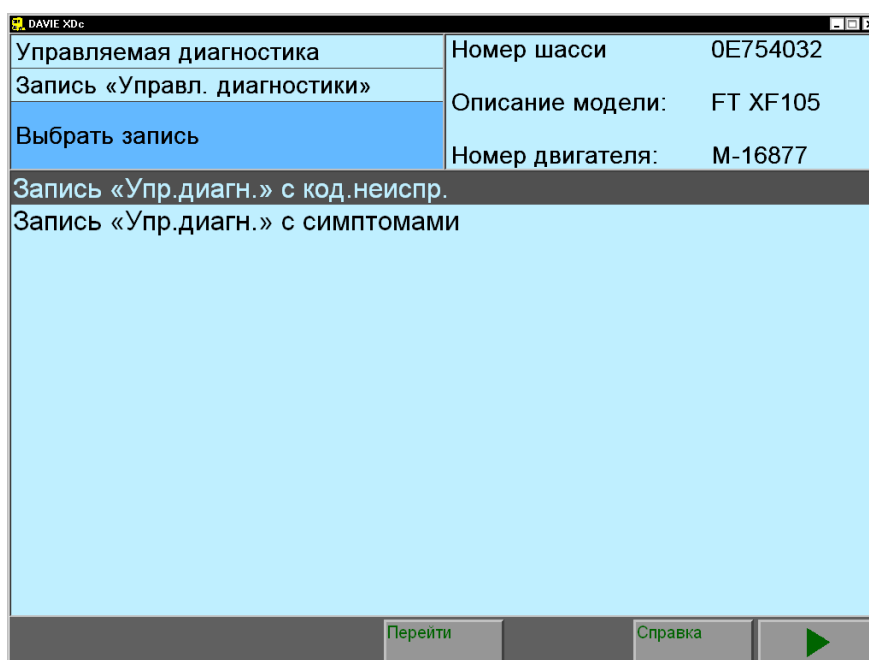 DAVIE XDc
Управляемая диагностика
Запись «Управл. диагностики»
Выбрать запись
Номер шасси 0E754032
Описание модели: FT XF105
Номер двигателя: M-16877
Запись «Упр.диагн.» с код.неиспр.
Запись «Упр.диагн.» с симптомами
Перейти
Справка